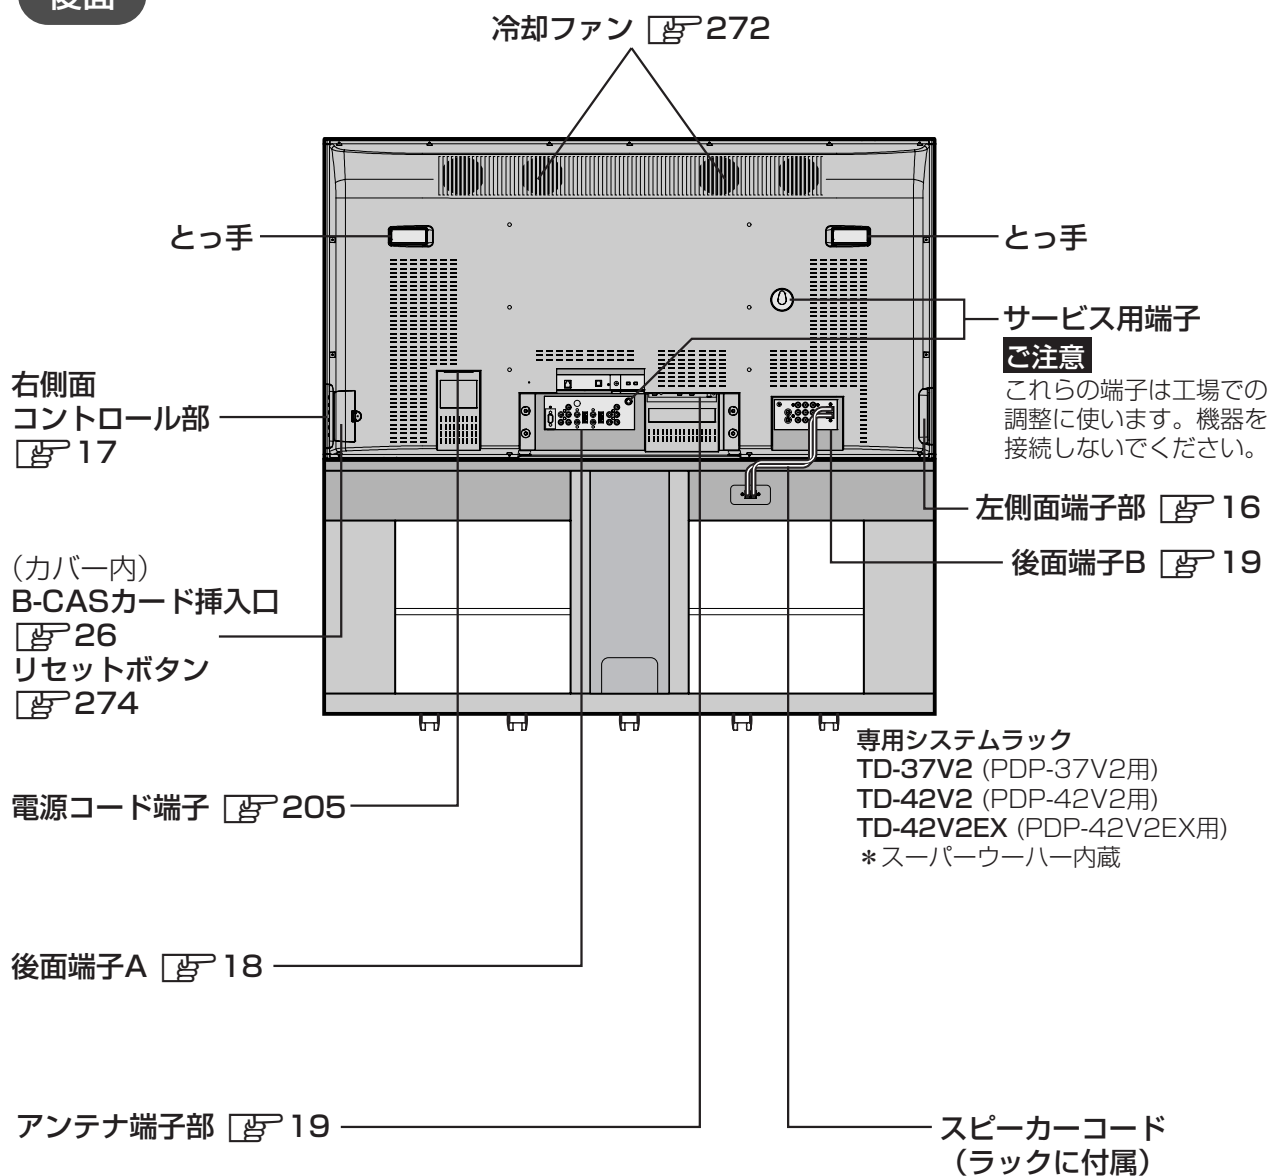 後面
冷却ファン 272
とっ手
とっ手
サービス用端子
ご注意
これらの端子は工場での
調整に使います。機器を
接続しないでください。
右側面
コントロール部
17
左側面端子部 16
後面端子B 19
（カバー内）
B-CASカード挿入口
26
リセットボタン
274
専用システムラック
TD-37V2 (PDP-37V2用)
TD-42V2 (PDP-42V2用)
TD-42V2EX (PDP-42V2EX用)
＊スーパーウーハー内蔵
電源コード端子 205
後面端子A 18
アンテナ端子部 19
スピーカーコード
（ラックに付属）